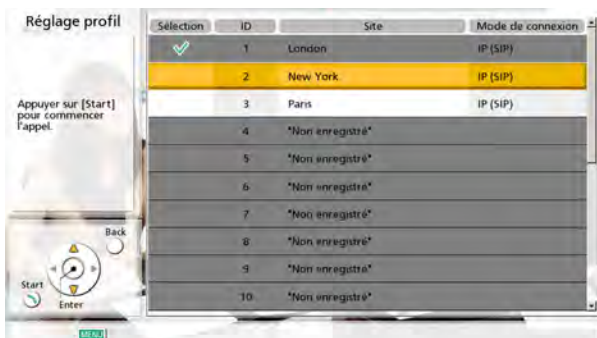 Réglage profil
Appuyer sur [Start]
pour commencer
l'appel.
Back
Start
Enter
MENU
Sélection ID Site Mode de connexion
1 London IP (SIP)
2 New York IP (SIP)
3 Paris IP (SIP)
4 "Non enregistré"
5 "Non enregistré"
6 "Non enregistré"
7 "Non enregistré"
8 "Non enregistré"
9 "Non enregistré"
10 "Non enregistré"